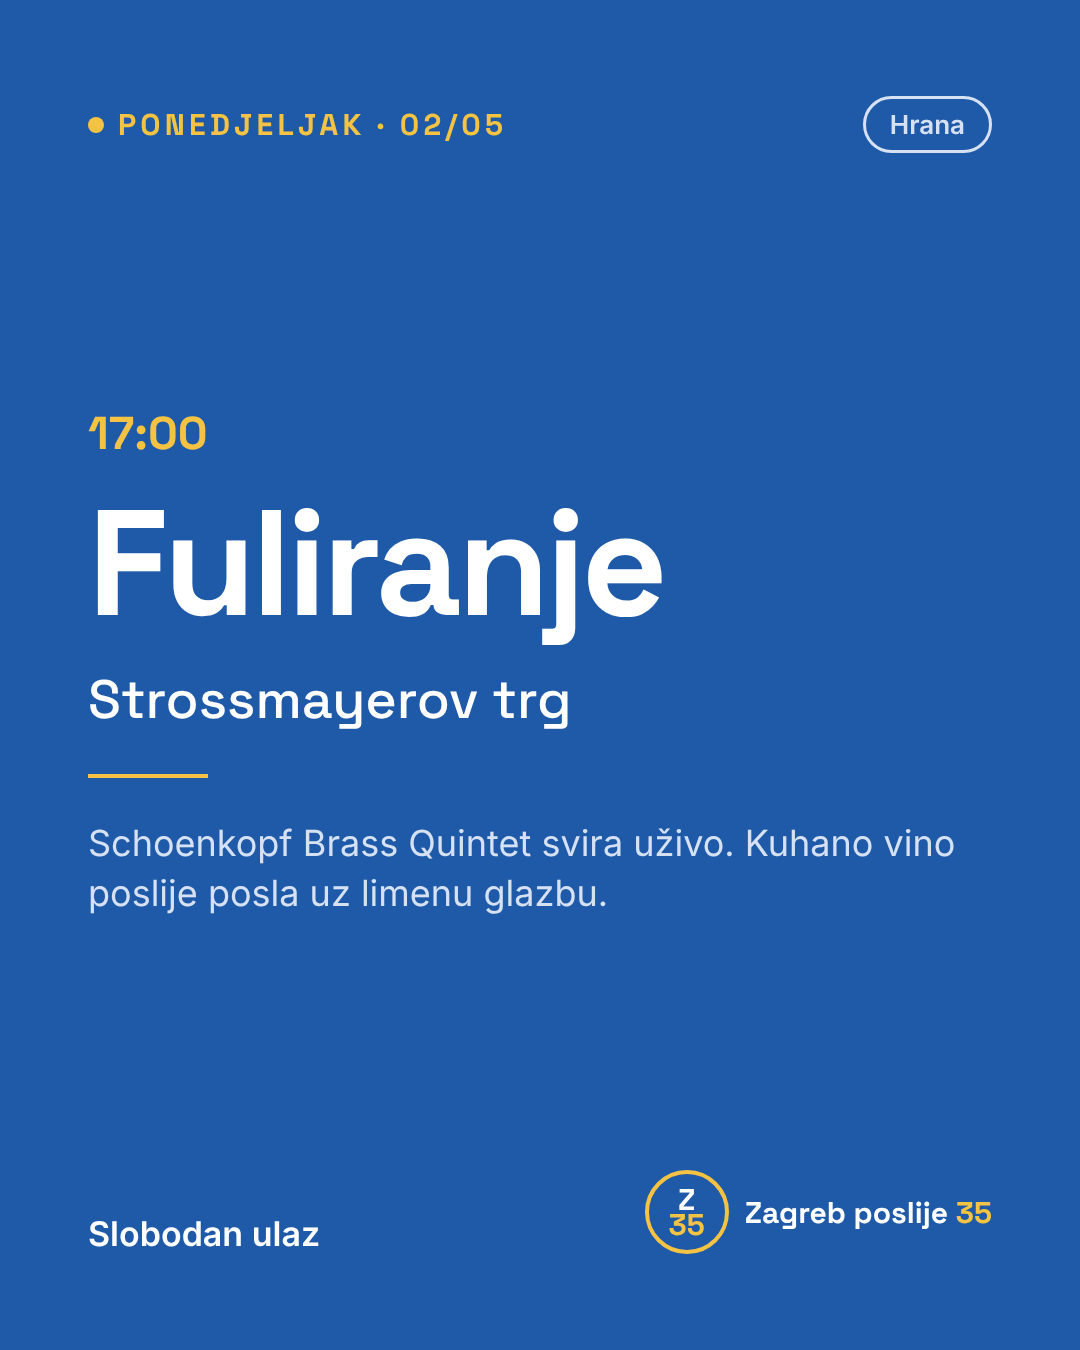 PONEDJELJAK · 02/05
Hrana
17:00
Fuliranje
Strossmayerov trg
Schoenkopf Brass Quintet svira uživo. Kuhano vino
poslije posla uz limenu glazbu.
Slobodan ulaz
Z
35
Zagreb poslije 35